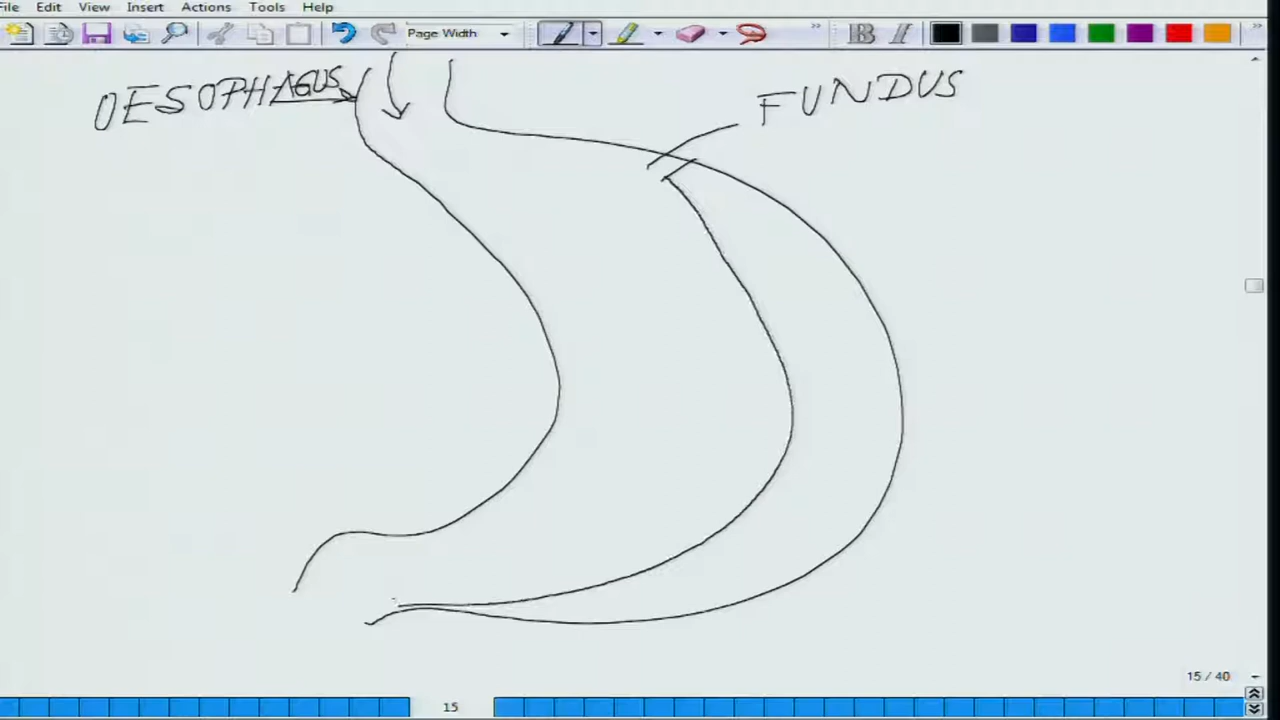 File Edit View Insert Actions Tools Help
Page Width
B I
OESOPHAGUS
FUNDUS
15 / 40
15